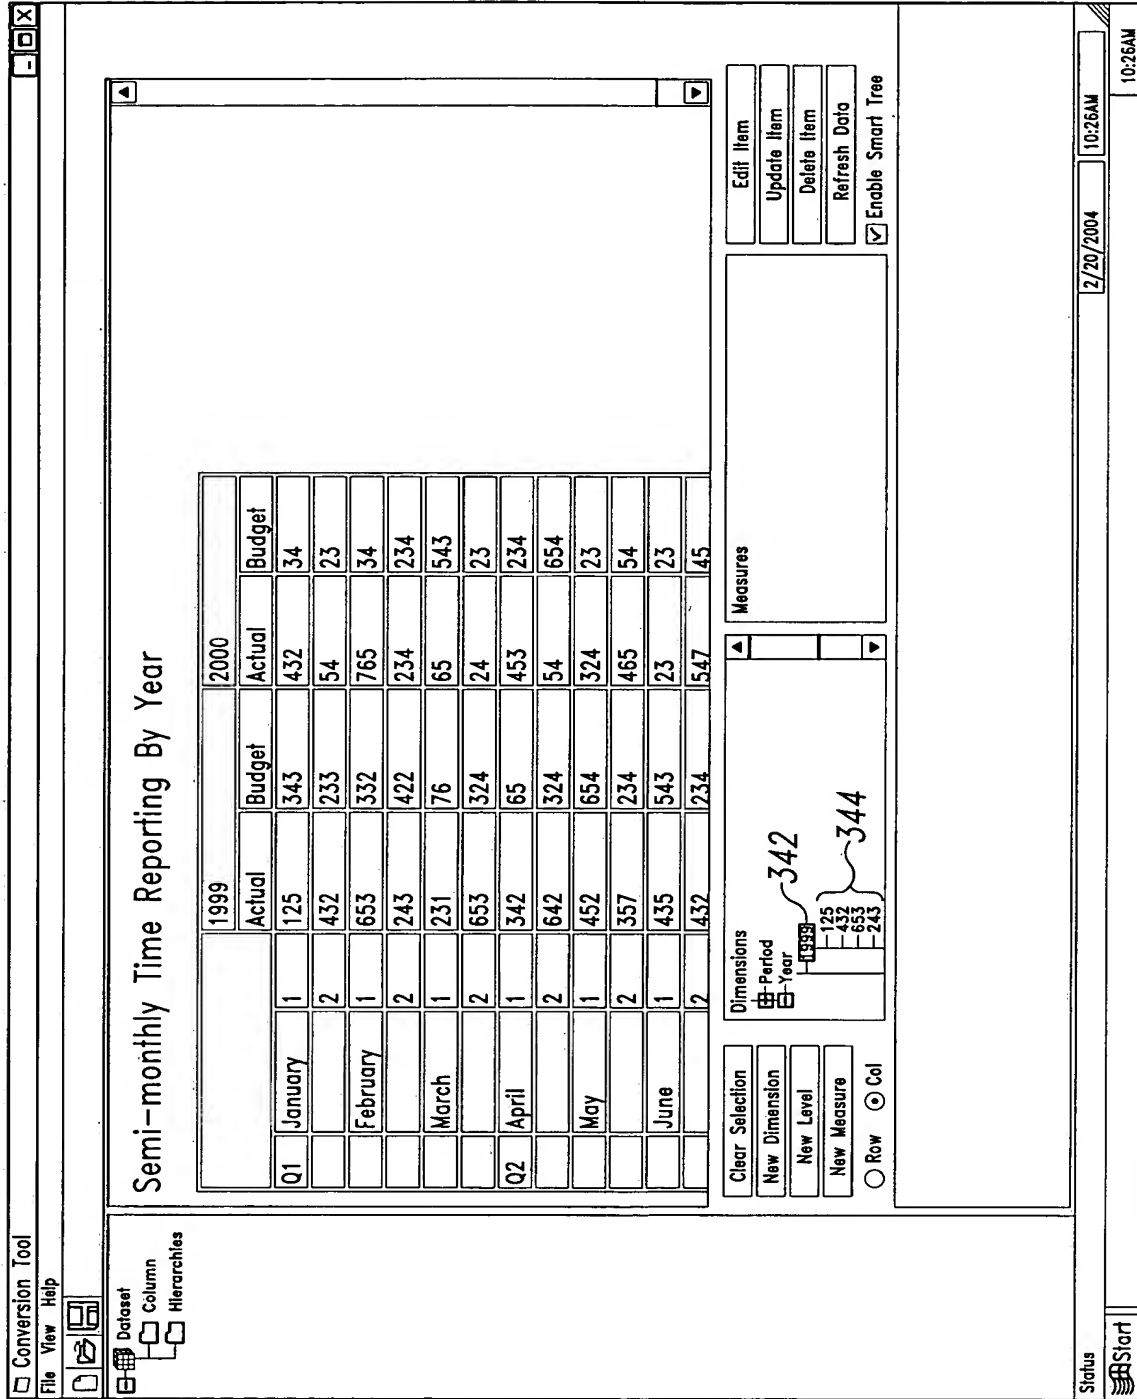 Conversion Tool
File View Help
Dataset
Column
Hierarchies
Semi-monthly Time Reporting By Year
1999 2000
Actual Budget Actual Budget
Q1 January 1 125 343 432 34
2 432 233 54 23
February 1 653 332 765 34
2 243 422 234 234
March 1 231 76 65 543
2 653 324 24 23
Q2 April 1 342 65 453 234
2 642 324 54 654
May 1 452 654 324 23
2 357 234 465 54
June 1 435 543 23 23
2 432 234 547 45
Clear Selection
New Dimension
New Level
New Measure
Row Col
Dimensions
Period
Year
1999
125
432
653
243
342
344
Measures
Edit Item
Update Item
Delete Item
Refresh Data
Enable Smart Tree
Status 2/20/2004 10:26AM
Start 10:26AM